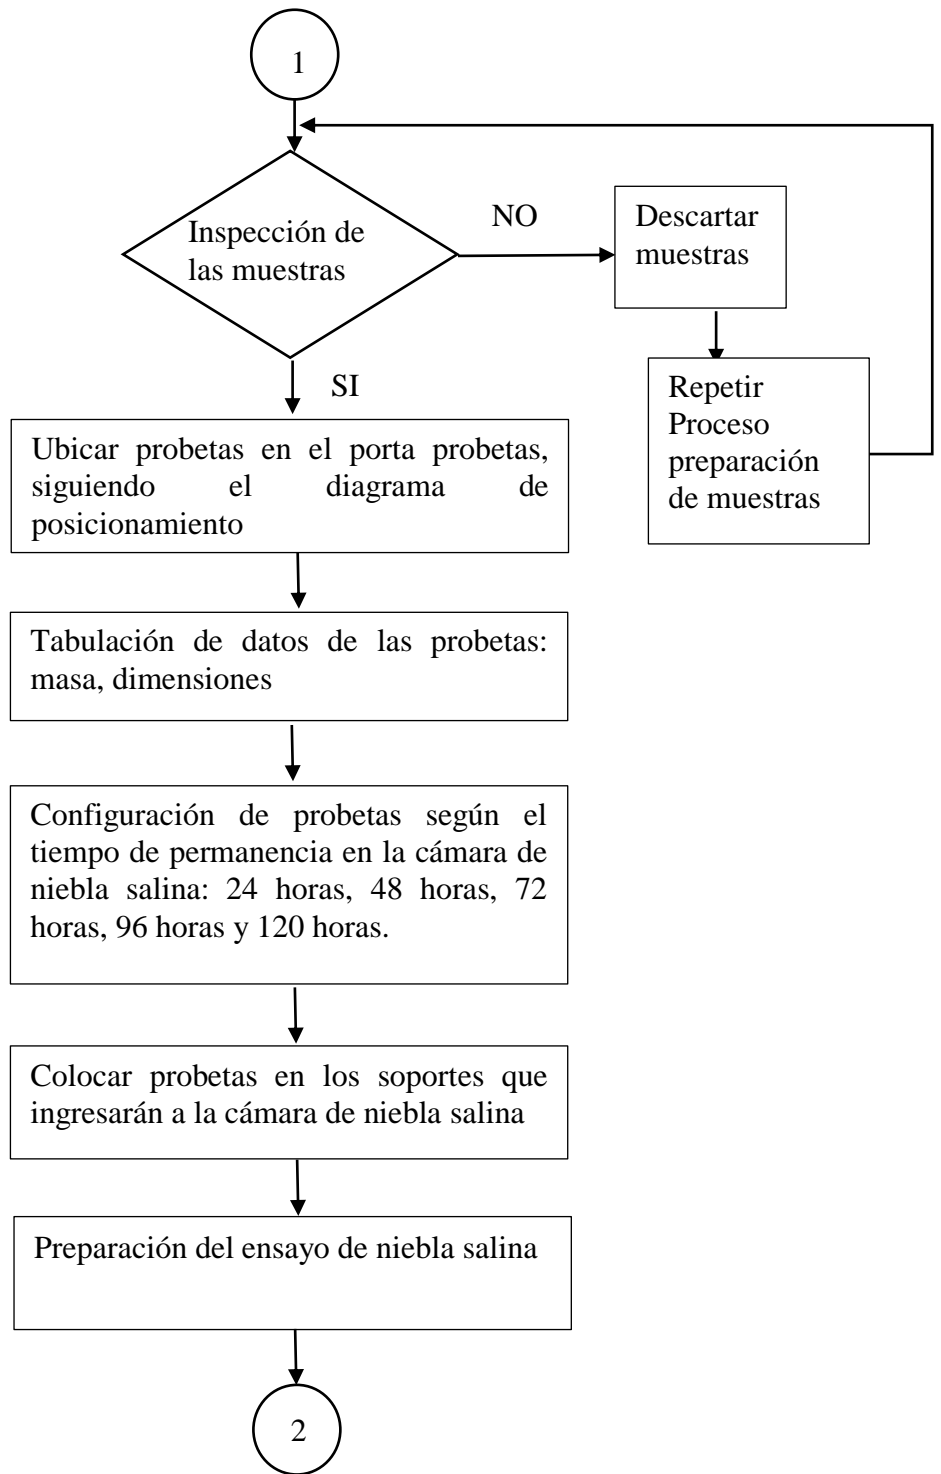 1
Inspección de
las muestras
NO
Descartar
muestras
Repetir
Proceso
preparación
de muestras
SI
Ubicar probetas en el porta probetas,
siguiendo el diagrama de
posicionamiento
Tabulación de datos de las probetas:
masa, dimensiones
Configuración de probetas según el
tiempo de permanencia en la cámara de
niebla salina: 24 horas, 48 horas, 72
horas, 96 horas y 120 horas.
Colocar probetas en los soportes que
ingresarán a la cámara de niebla salina
Preparación del ensayo de niebla salina
2